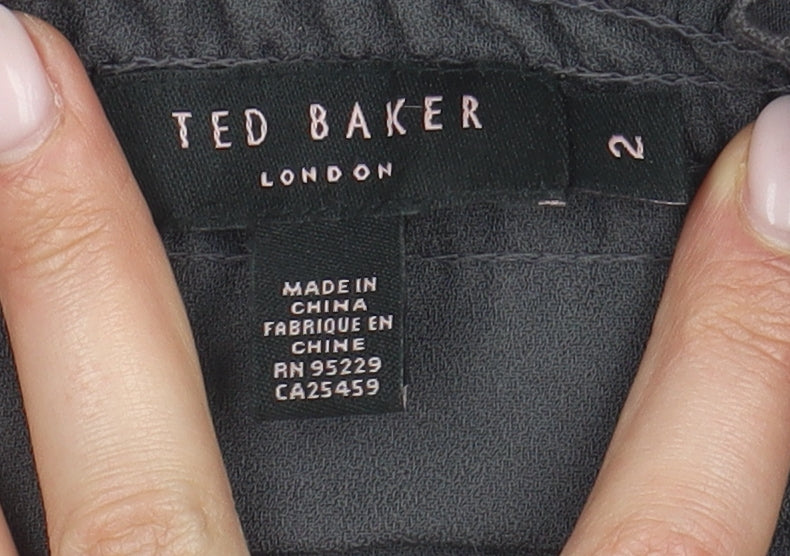 TED BAKER
LONDON
2
MADE IN
CHINA
FABRIQUE EN
CHINE
RN 95229
CA25459